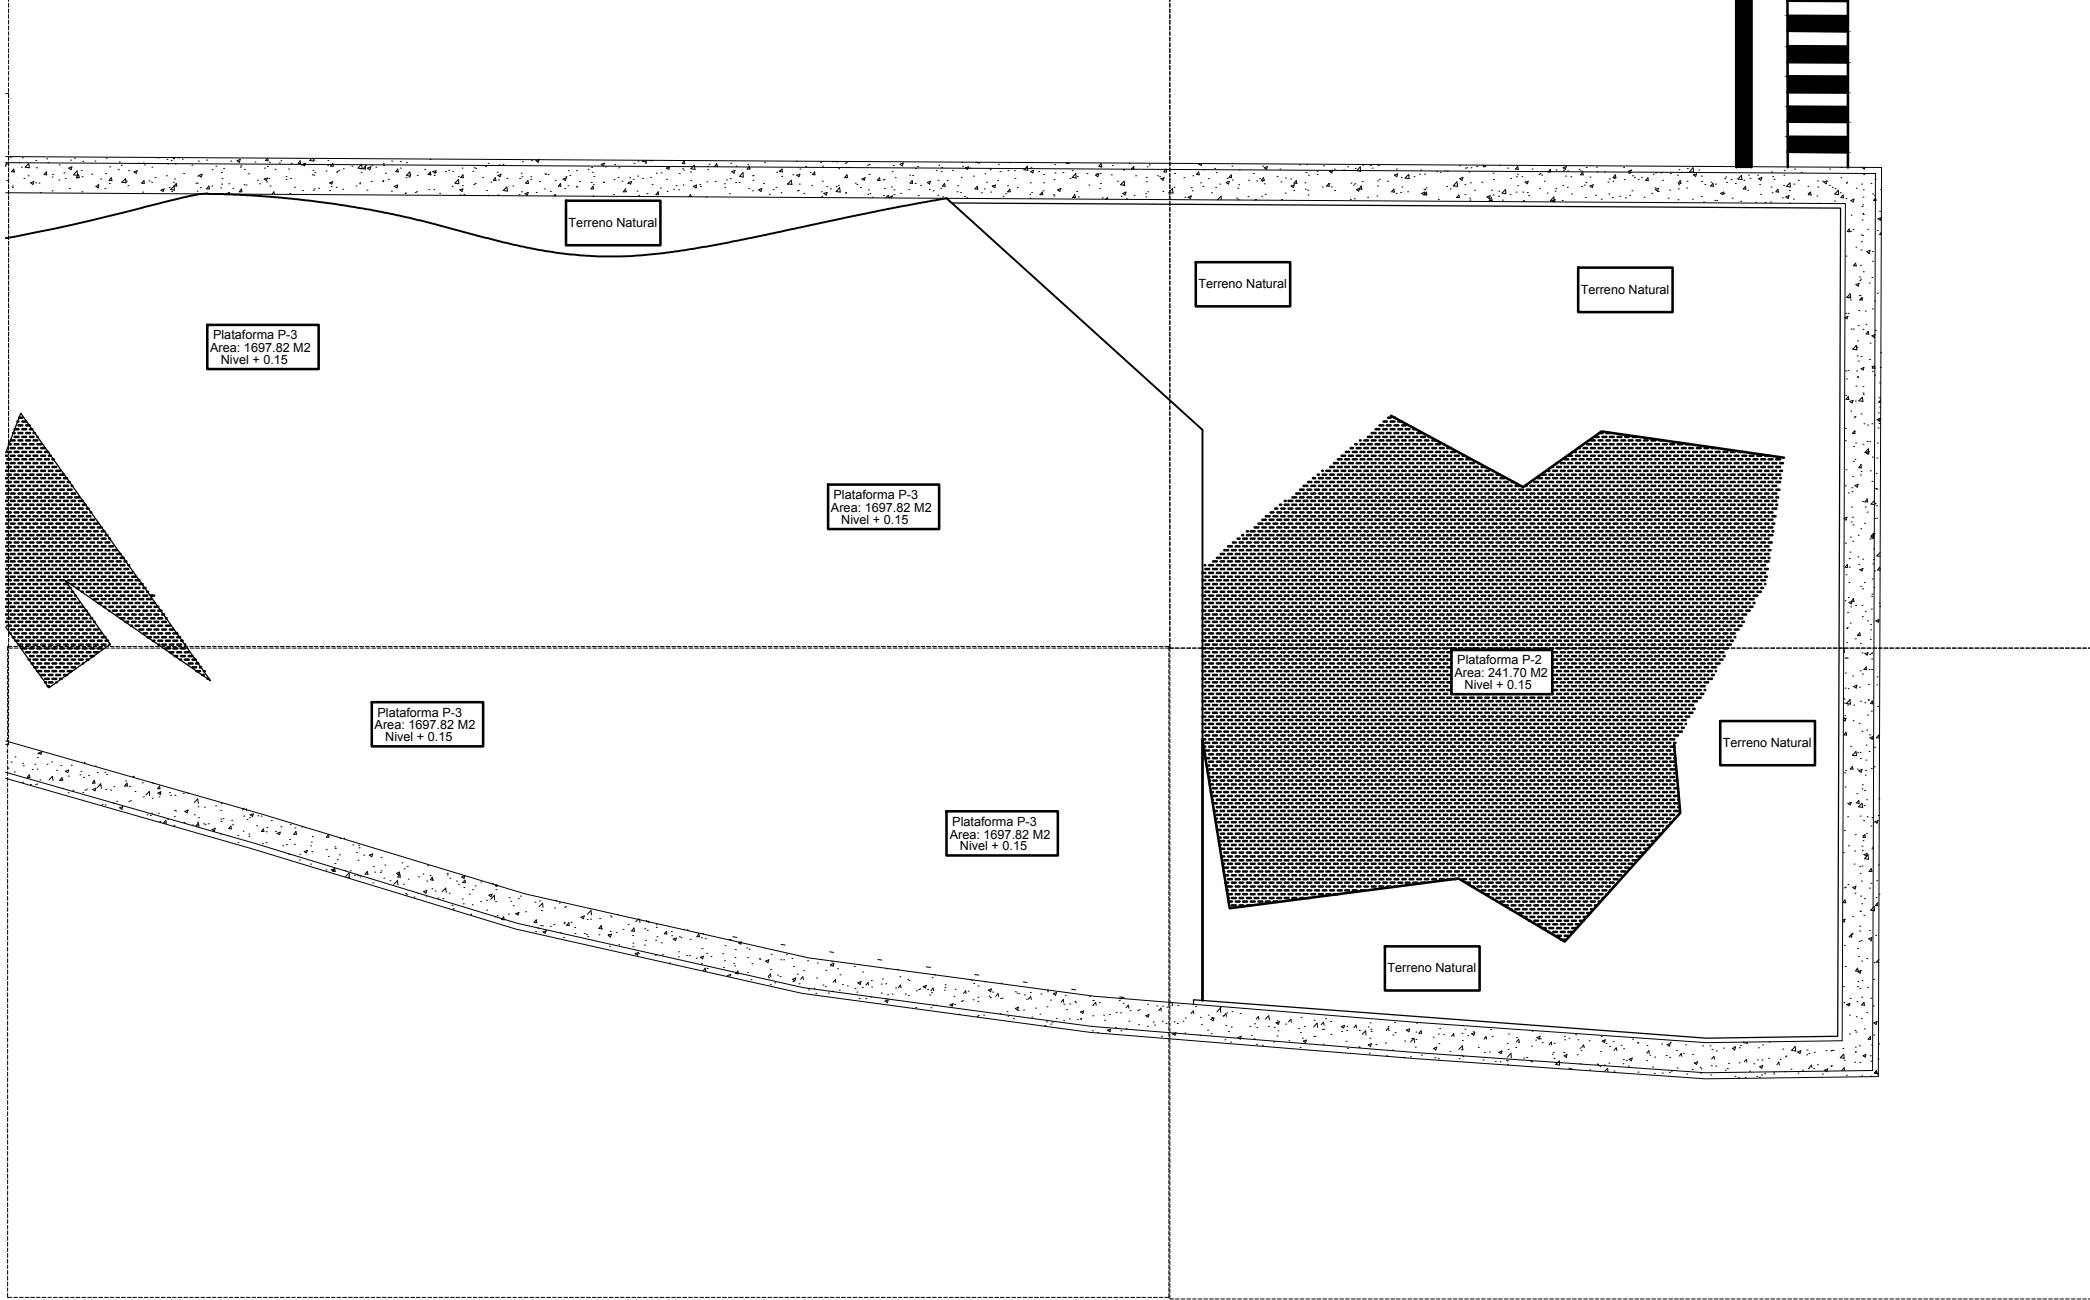 Terreno Natural
Terreno Natural
Terreno Natural
Plataforma P-3
Area: 1697.82 M2
Nivel + 0.15
Plataforma P-3
Area: 1697.82 M2
Nivel + 0.15
Plataforma P-2
Area: 241.70 M2
Nivel + 0.15
Plataforma P-3
Area: 1697.82 M2
Nivel + 0.15
Terreno Natural
Plataforma P-3
Area: 1697.82 M2
Nivel + 0.15
Terreno Natural